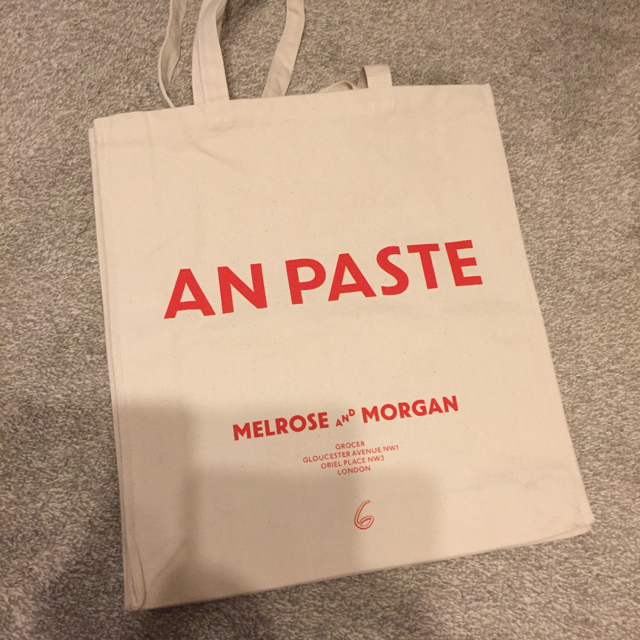 AN PASTE
MELROSE AND MORGAN
GROCER
GLOUCESTER AVENUE NW1
ORIEL PLACE NW3
LONDON
6